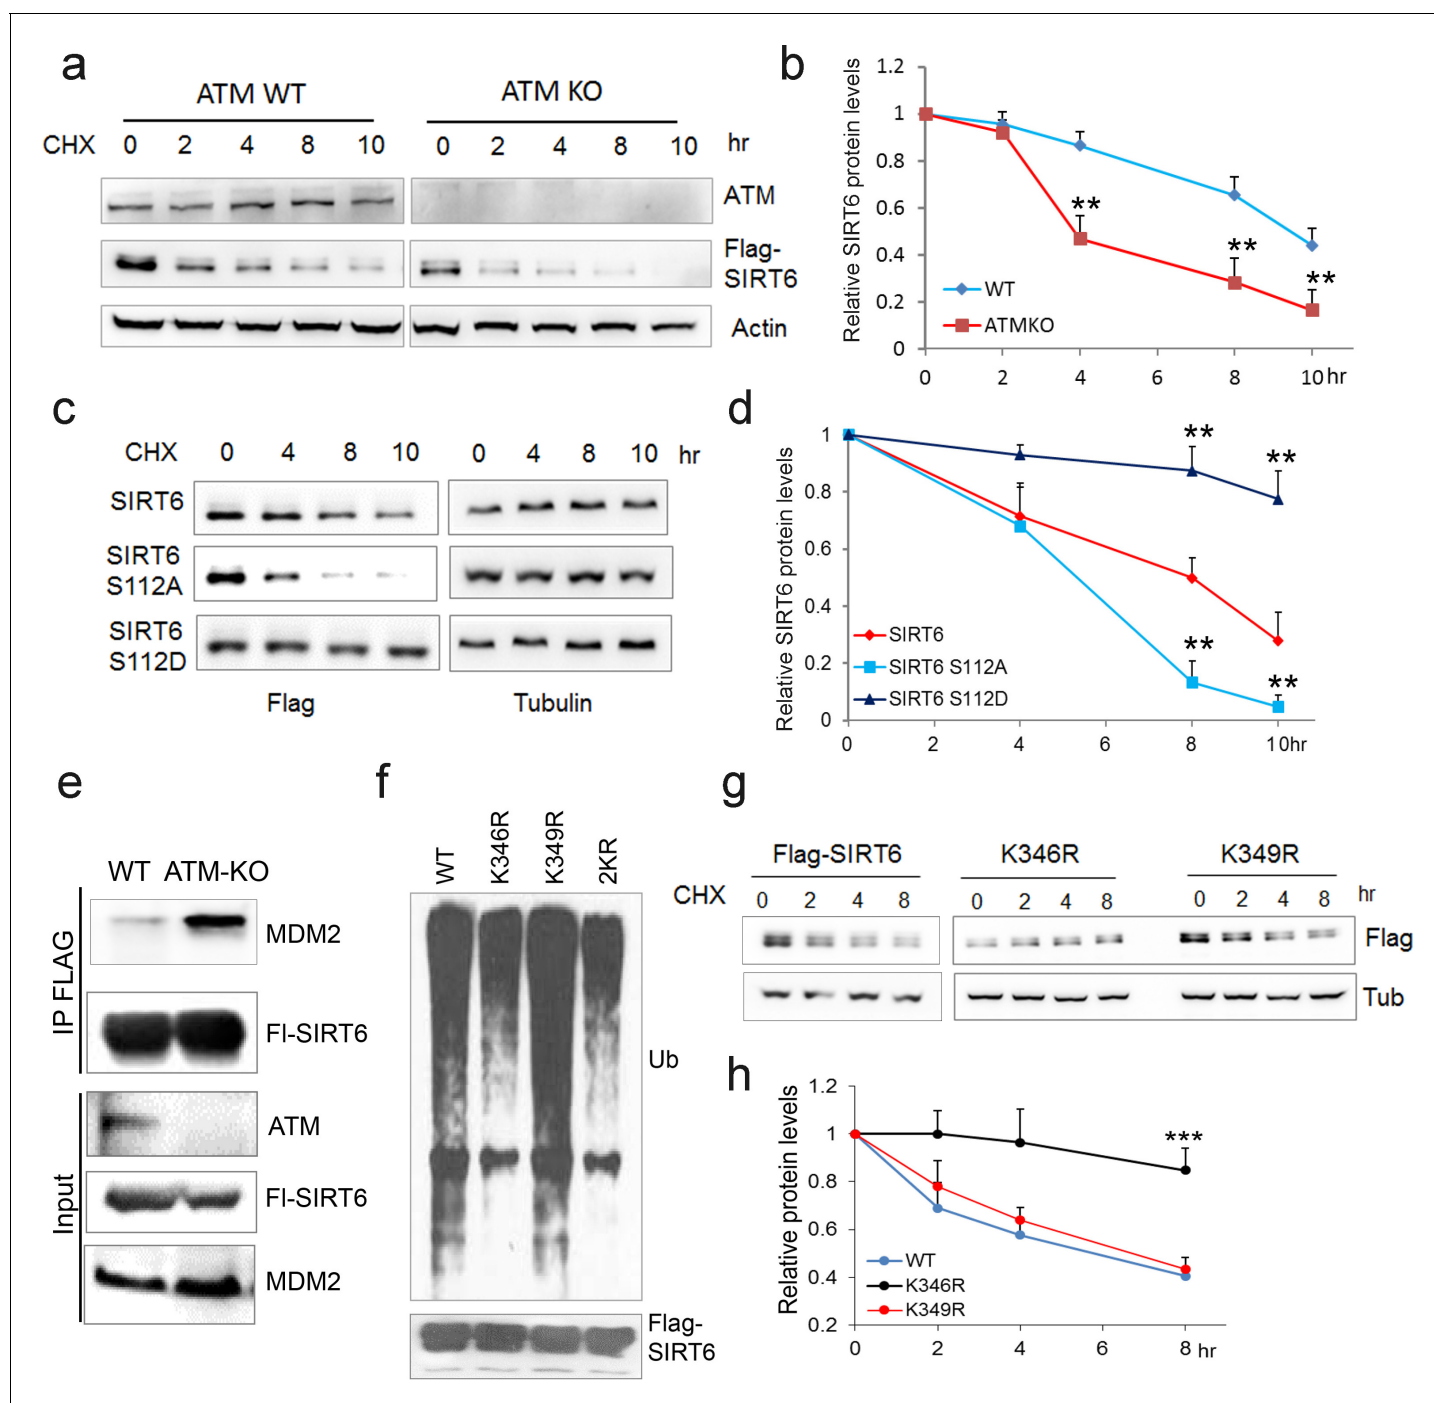 a
ATM WT
ATM KO
CHX 0 2 4 8 10 0 2 4 8 10 hr
ATM
Flag-
SIRT6
Actin
b
Relative SIRT6 protein levels
1.2
1
0.8
0.6
0.4
0.2
0
**
**
**
WT
ATMKO
0 2 4 6 8 10 hr
c
CHX 0 4 8 10 0 4 8 10 hr
SIRT6
SIRT6
S112A
SIRT6
S112D
Flag
Tubulin
d
Relative SIRT6 protein levels
1
0.8
0.6
0.4
0.2
0
**
**
**
**
SIRT6
SIRT6 S112A
SIRT6 S112D
0 2 4 6 8 10hr
e
WT ATM-KO
IP FLAG
MDM2
Fl-SIRT6
Input
ATM
Fl-SIRT6
MDM2
f
WT
K346R
K349R
2KR
Ub
Flag-
SIRT6
g
Flag-SIRT6 K346R K349R
CHX 0 2 4 8 0 2 4 8 0 2 4 8 hr
Flag
Tub
h
Relative protein levels
1.2
1
0.8
0.6
0.4
0.2
***
WT
K346R
K349R
0 2 4 6 8 hr